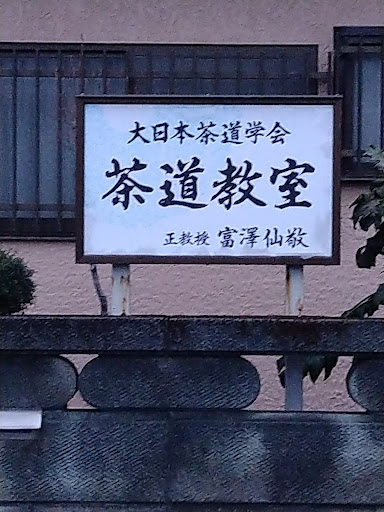 大日本茶道学会
茶道教室
正教授 富澤仙敬